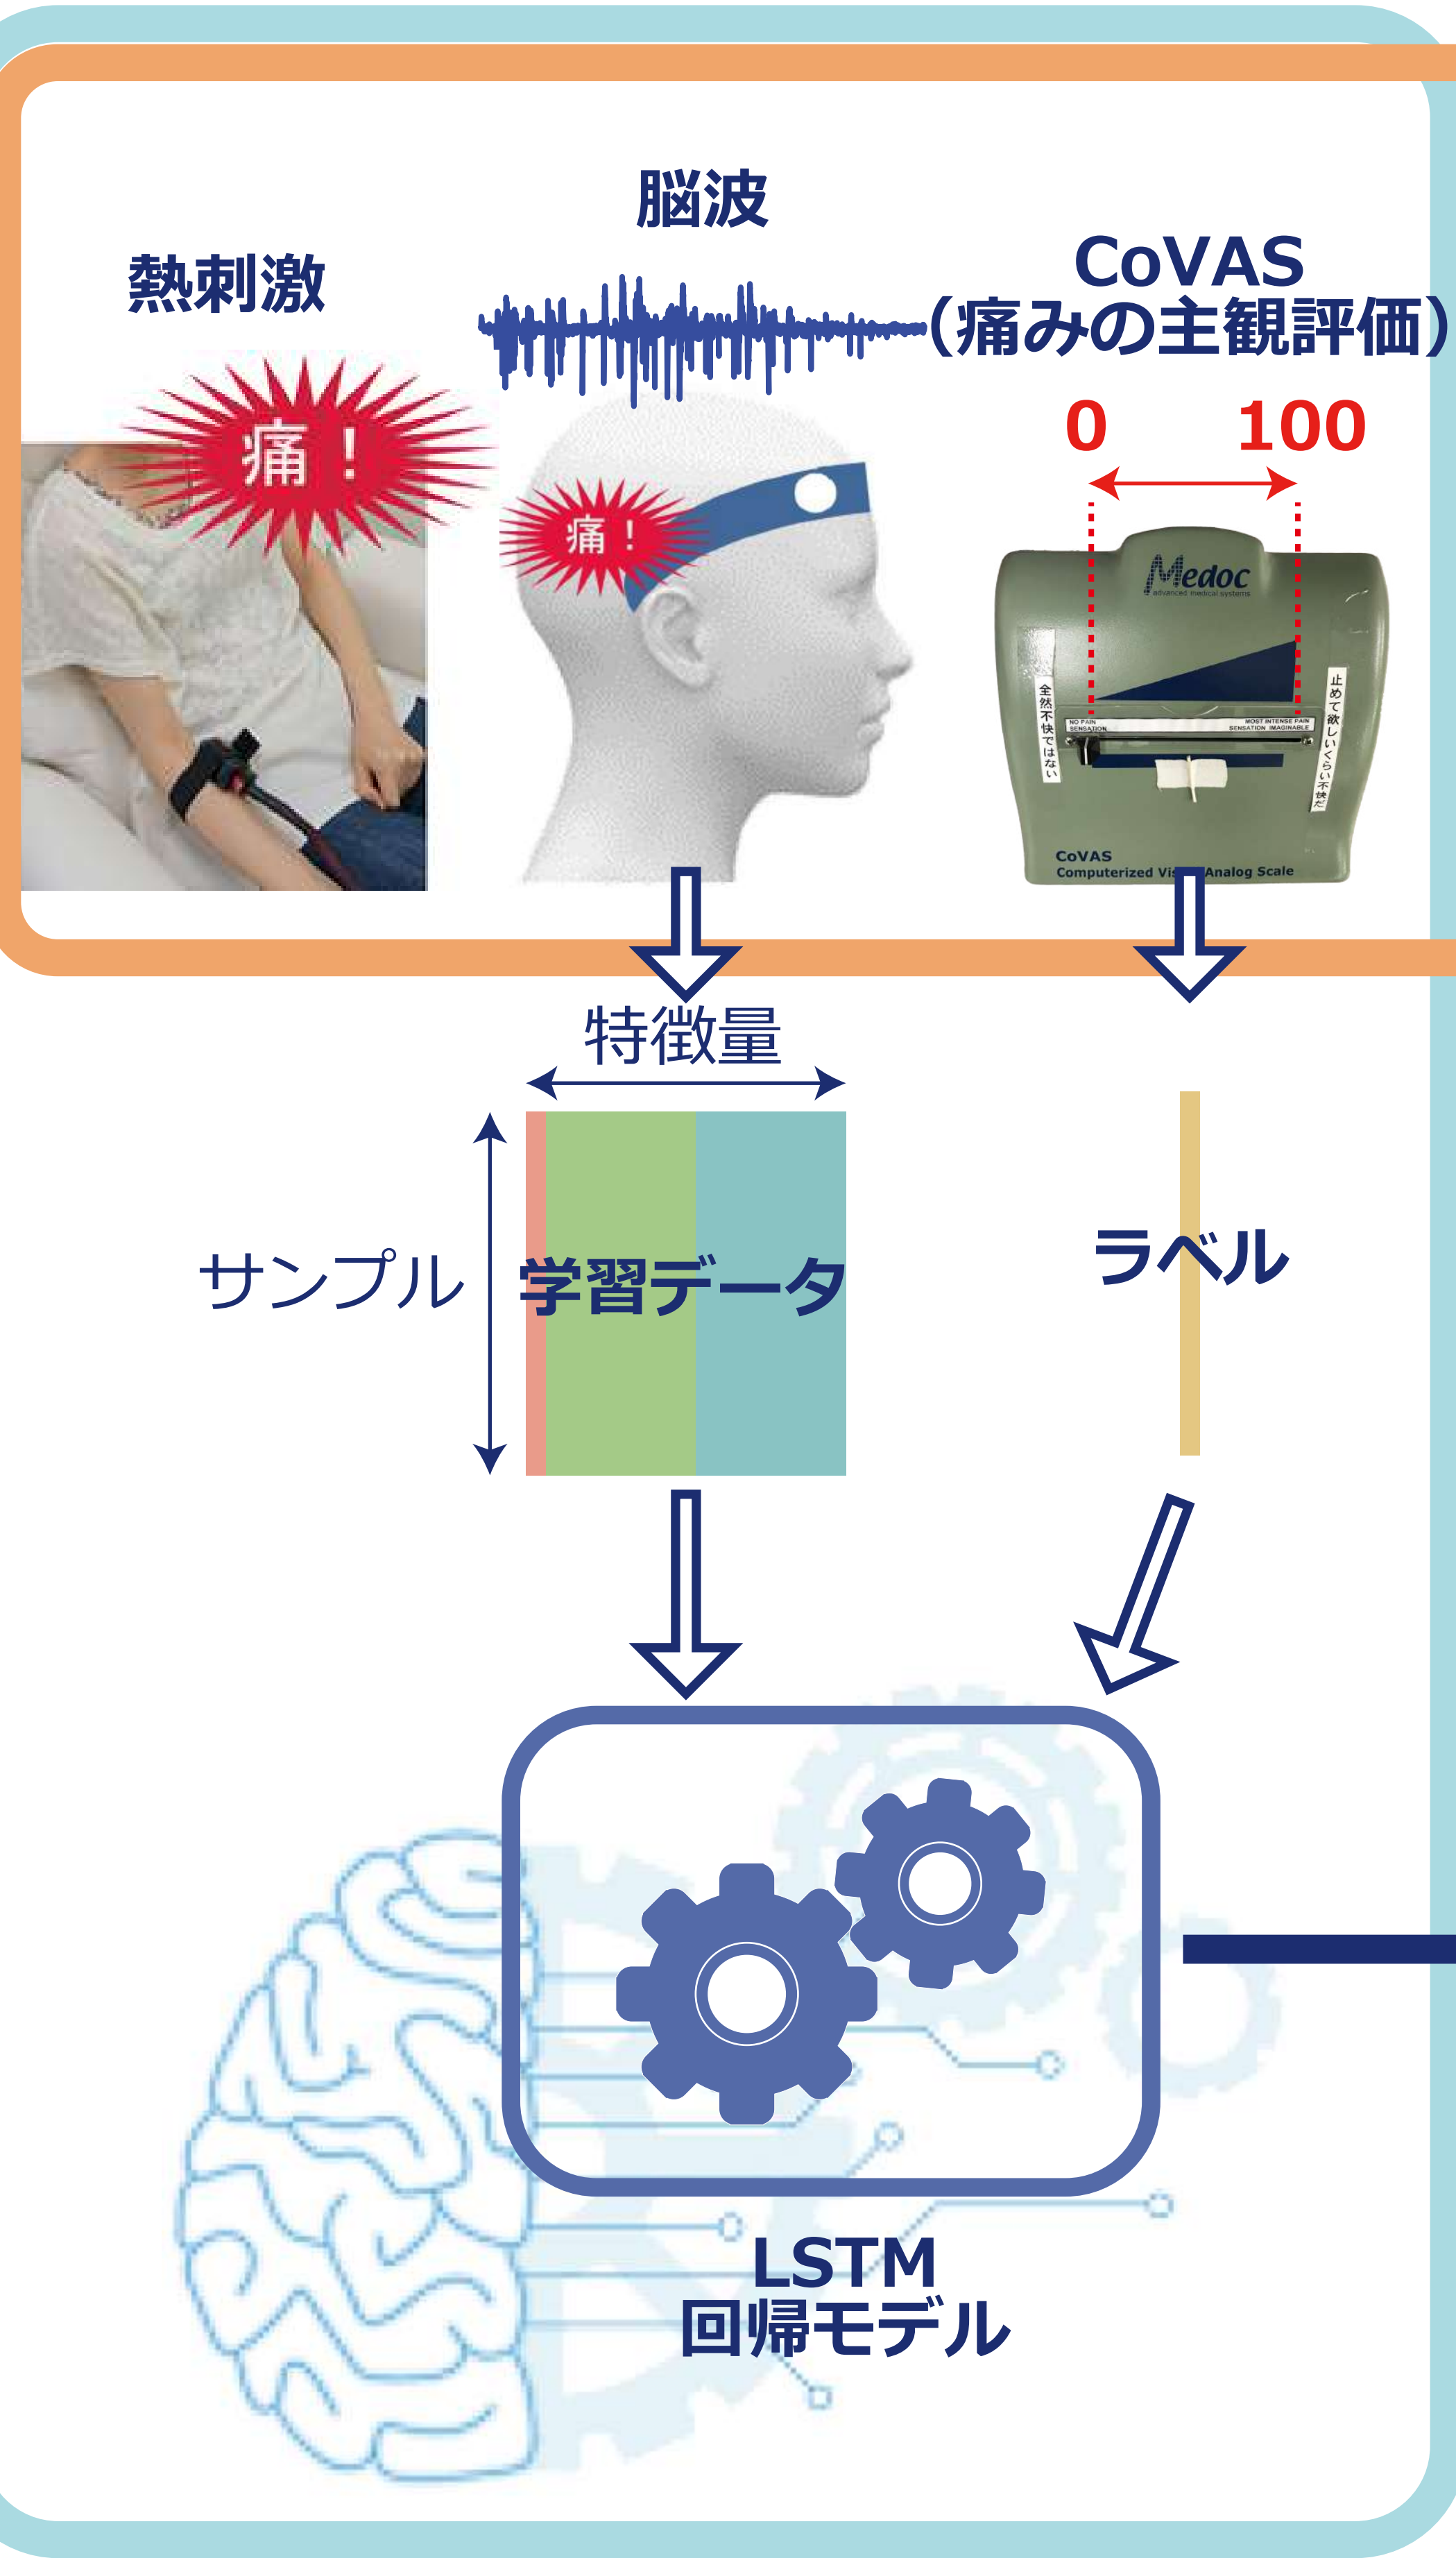 脳波
熱刺激
CoVAS
（痛みの主観評価）
0 100
痛！
痛！
Medoc
advanced medical systems
全然不快ではない
止めて欲しいくらい不快だ
NO PAIN
SENSATION
MOST INTENSE PAIN
SENSATION IMAGINABLE
CoVAS
Computerized Vis Analog Scale
特徴量
サンプル
学習データ
ラベル
LSTM
回帰モデル